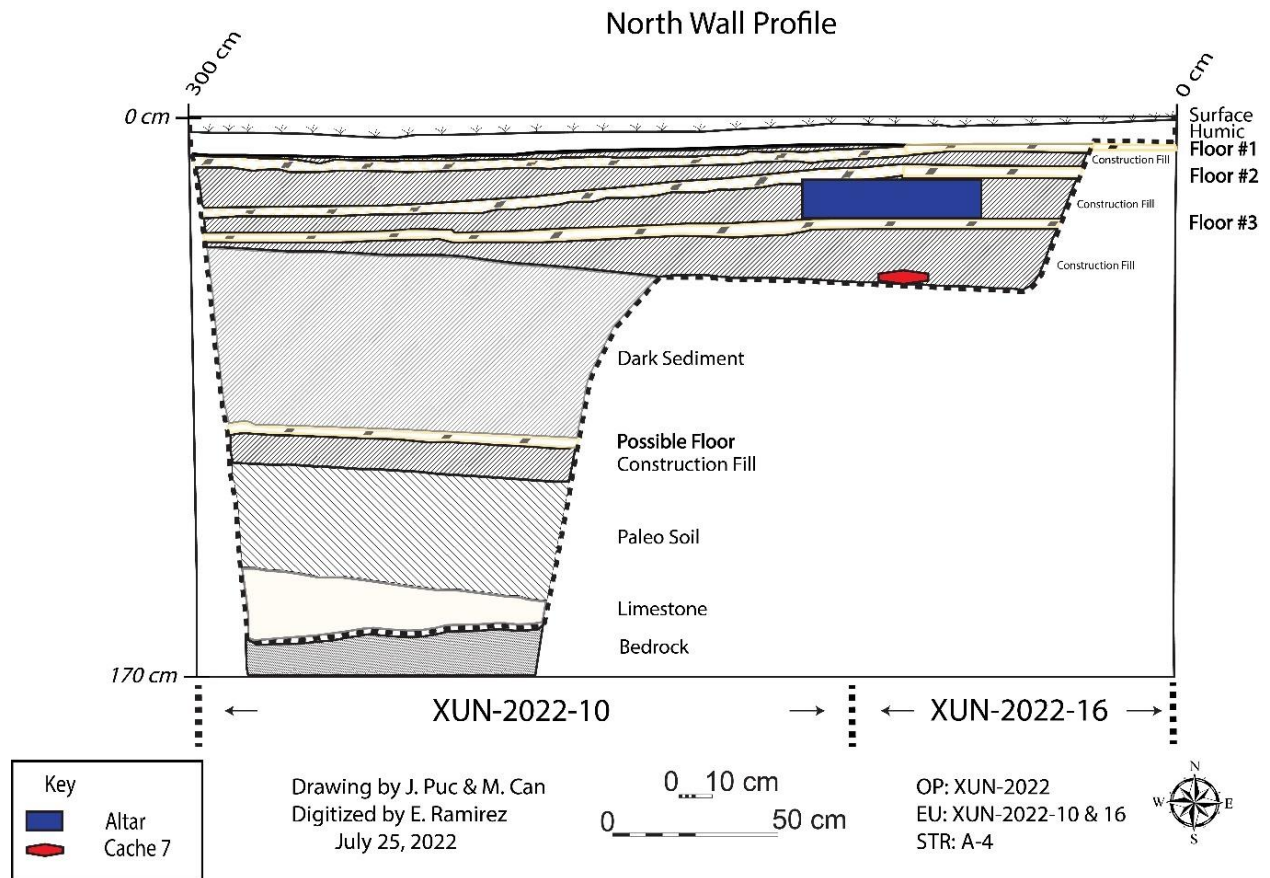 North Wall Profile
300 cm
0 cm
0 cm
Surface
Humic
Floor #1
Construction Fill
Floor #2
Construction Fill
Floor #3
Construction Fill
Dark Sediment
Possible Floor
Construction Fill
Paleo Soil
Limestone
Bedrock
170 cm
XUN-2022-10
XUN-2022-16
Key
Altar
Cache 7
Drawing by J. Puc & M. Can
Digitized by E. Ramirez
July 25, 2022
0 10 cm
0 50 cm
OP: XUN-2022
EU: XUN-2022-10 & 16
STR: A-4
N
W E
S